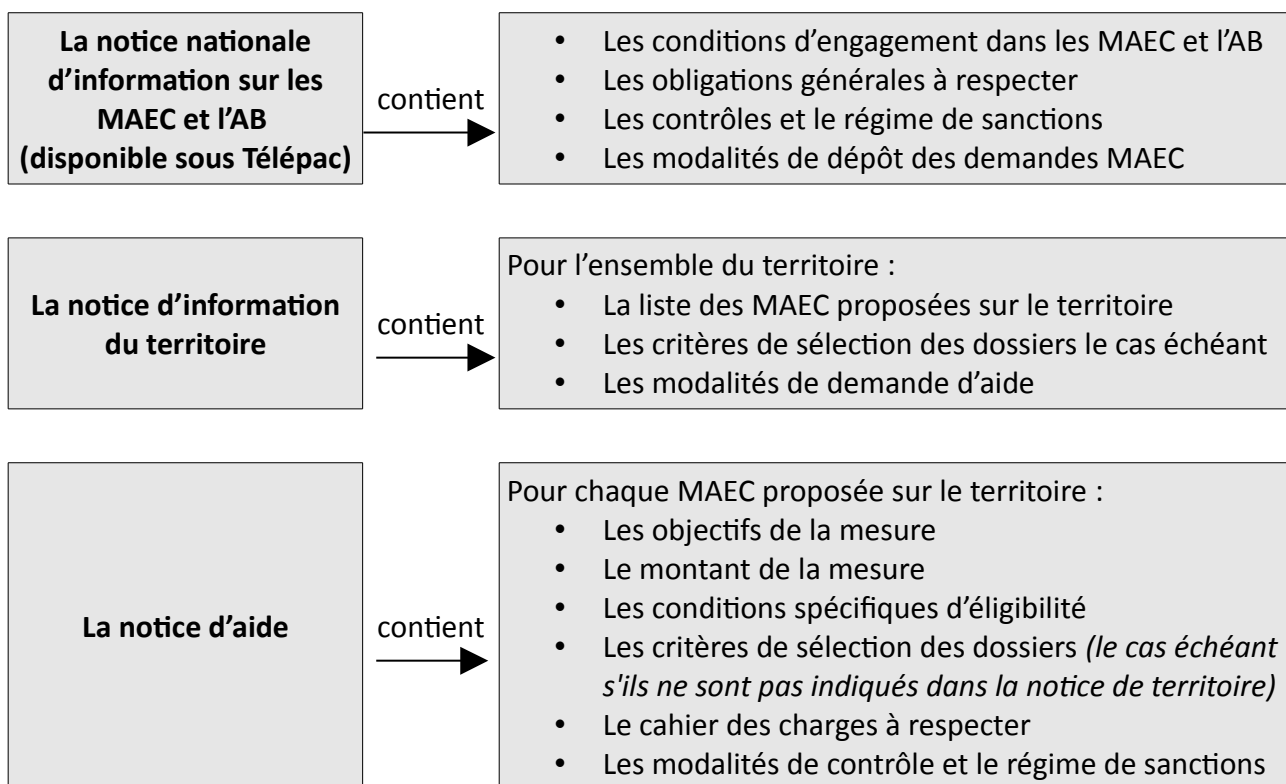 La notice nationale
d’information sur les
MAEC et l’AB
(disponible sous Télépac)
contient
• Les conditions d’engagement dans les MAEC et l’AB
• Les obligations générales à respecter
• Les contrôles et le régime de sanctions
• Les modalités de dépôt des demandes MAEC
La notice d’information
du territoire
contient
Pour l’ensemble du territoire :
• La liste des MAEC proposées sur le territoire
• Les critères de sélection des dossiers le cas échéant
• Les modalités de demande d’aide
La notice d’aide
contient
Pour chaque MAEC proposée sur le territoire :
• Les objectifs de la mesure
• Le montant de la mesure
• Les conditions spécifiques d’éligibilité
• Les critères de sélection des dossiers (le cas échéant
s'ils ne sont pas indiqués dans la notice de territoire)
• Le cahier des charges à respecter
• Les modalités de contrôle et le régime de sanctions